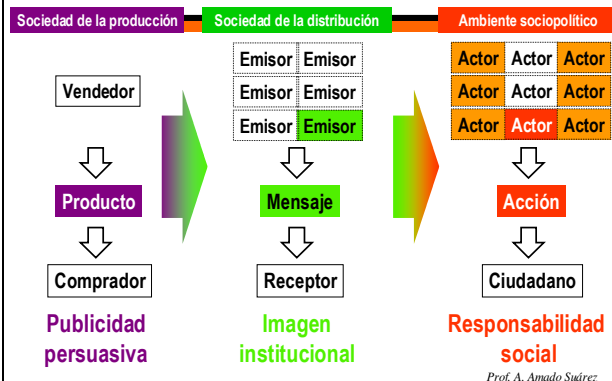 Sociedad de la producción
Sociedad de la distribución
Ambiente sociopolítico
Vendedor
Emisor Emisor
Emisor Emisor
Emisor Emisor
Actor Actor Actor
Actor Actor Actor
Actor Actor Actor
Producto
Mensaje
Acción
Comprador
Receptor
Ciudadano
Publicidad
persuasiva
Imagen
institucional
Responsabilidad
social
Prof. A. Amado Suárez